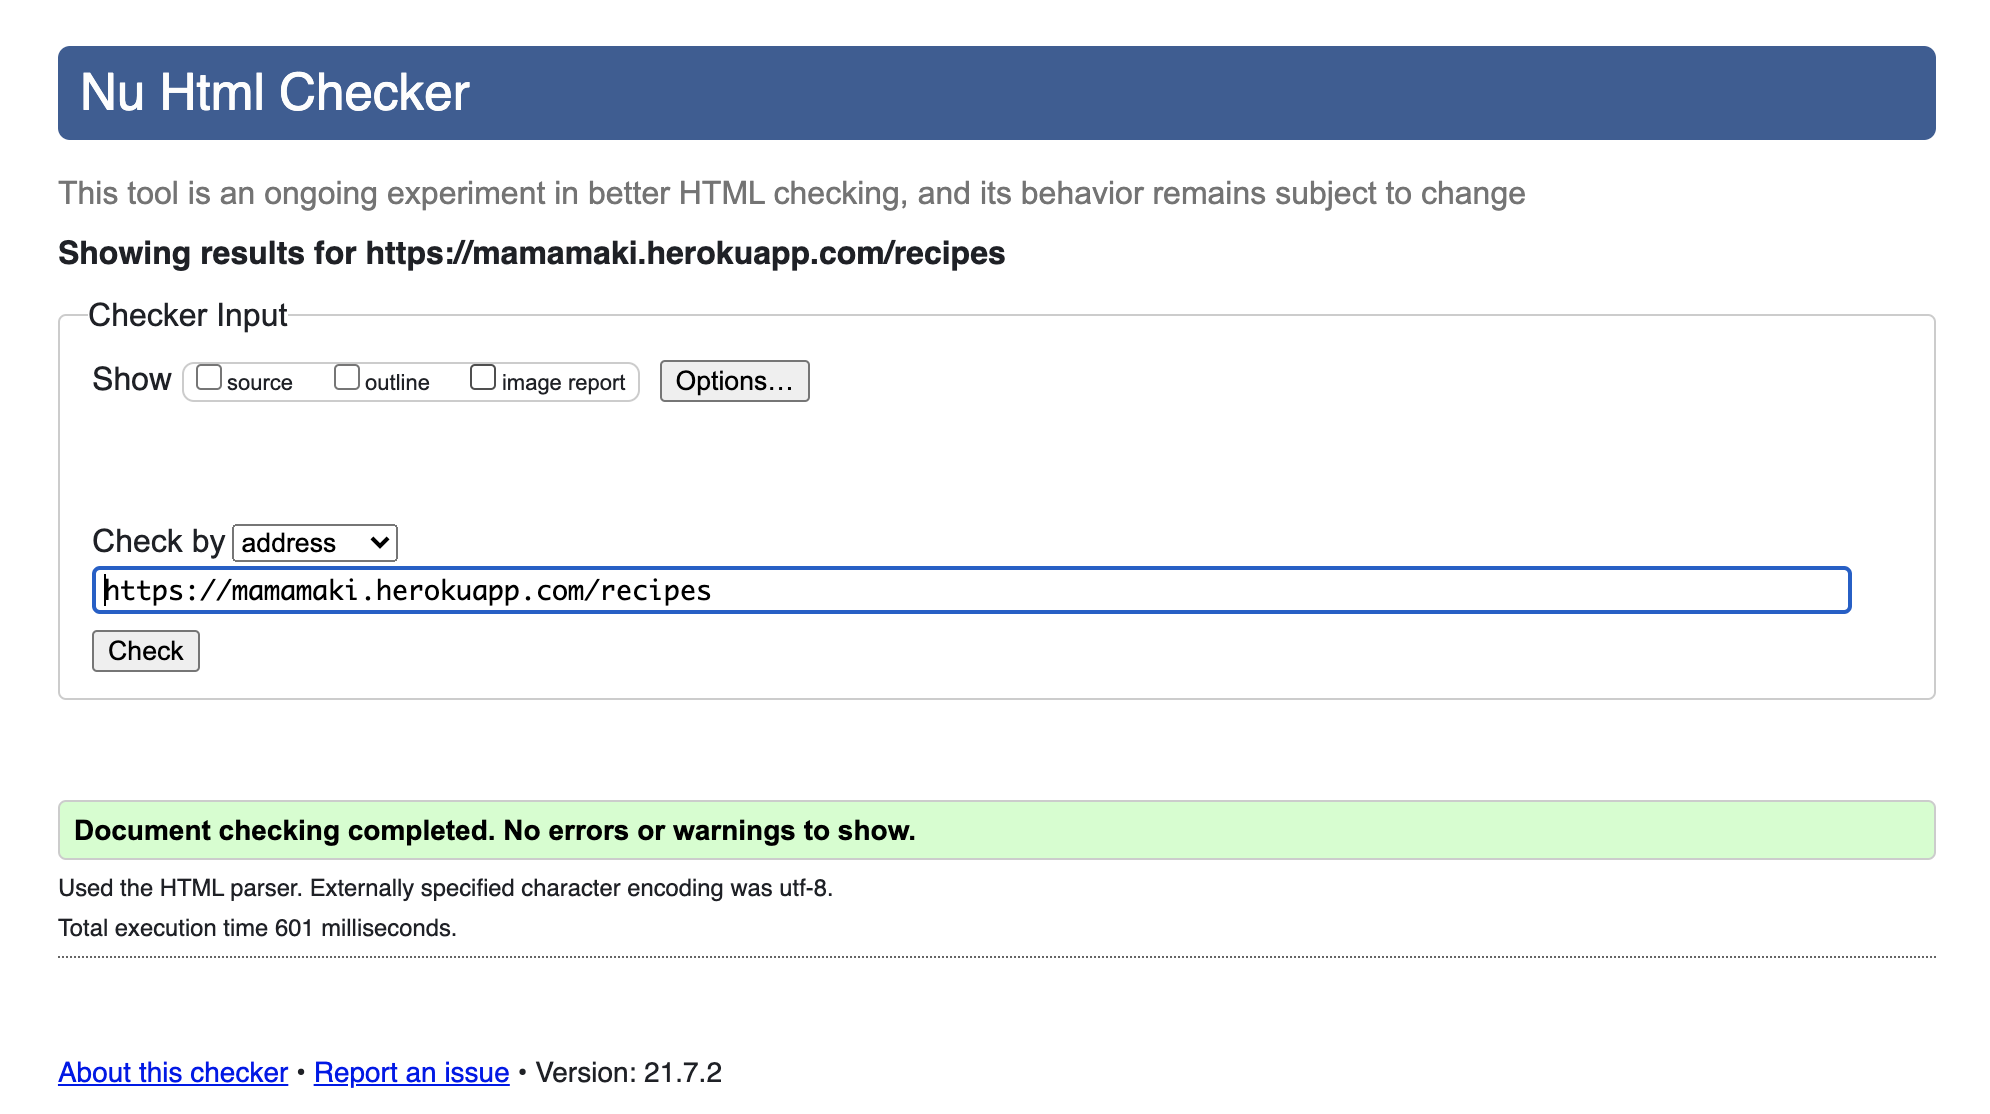 Nu Html Checker
This tool is an ongoing experiment in better HTML checking, and its behavior remains subject to change
Showing results for https://mamamaki.herokuapp.com/recipes
Checker Input
Show source outline image report Options...
Check by address
https://mamamaki.herokuapp.com/recipes
Check
Document checking completed. No errors or warnings to show.
Used the HTML parser. Externally specified character encoding was utf-8.
Total execution time 601 milliseconds.
About this checker • Report an issue • Version: 21.7.2